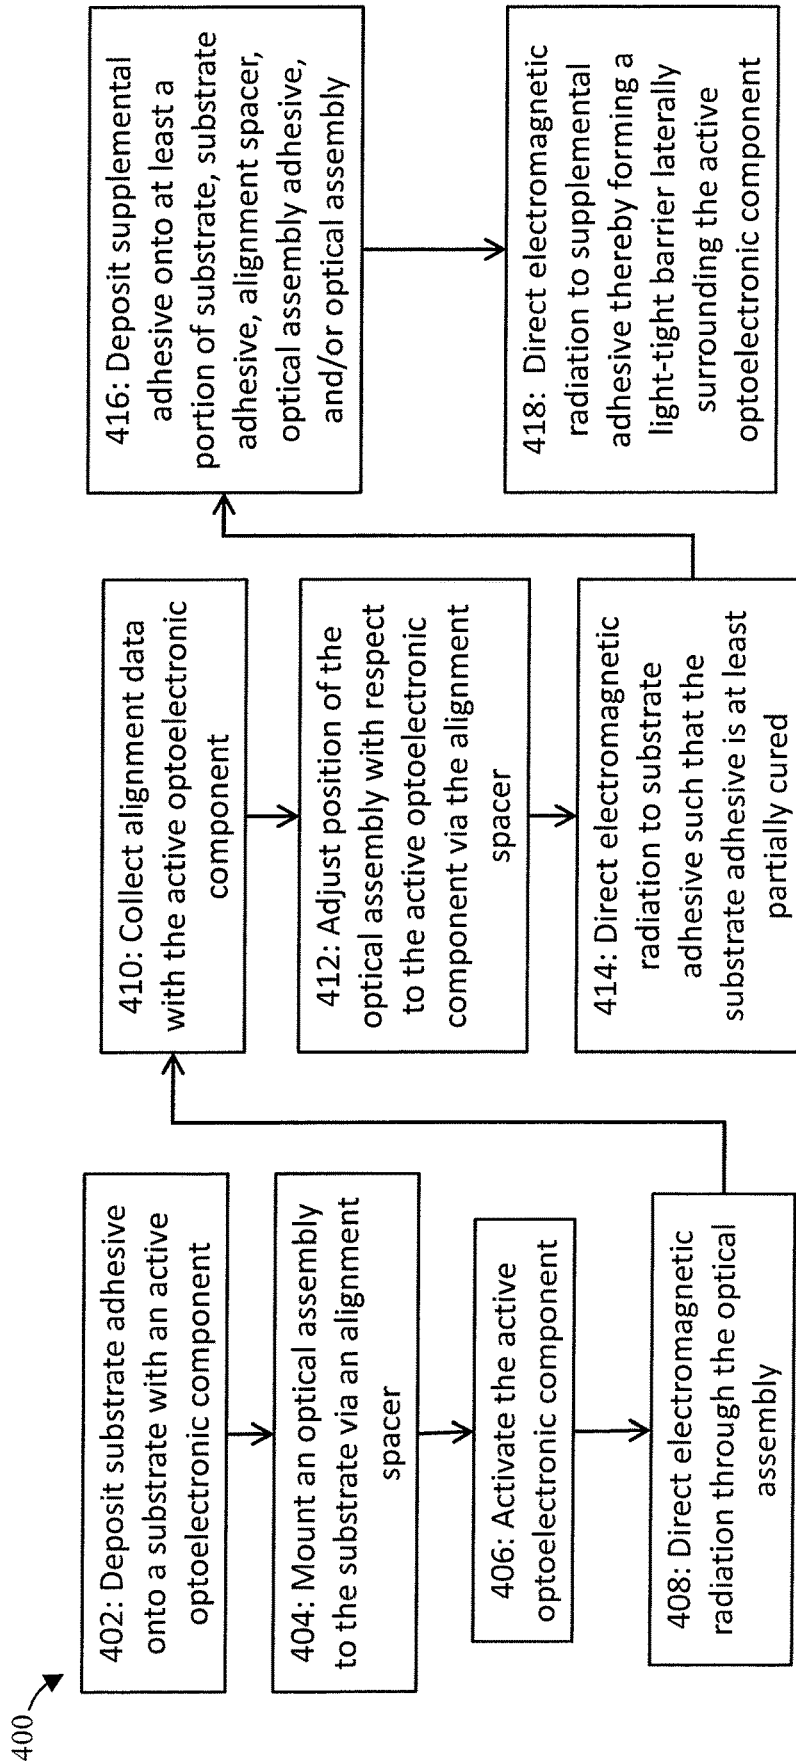 400
402: Deposit substrate adhesive
onto a substrate with an active
optoelectronic component
404: Mount an optical assembly
to the substrate via an alignment
spacer
406: Activate the active
optoelectronic component
408: Direct electromagnetic
radiation through the optical
assembly
410: Collect alignment data
with the active optoelectronic
component
412: Adjust position of the
optical assembly with respect
to the active optoelectronic
component via the alignment
spacer
414: Direct electromagnetic
radiation to substrate
adhesive such that the
substrate adhesive is at least
partially cured
416: Deposit supplemental
adhesive onto at least a
portion of substrate, substrate
adhesive, alignment spacer,
optical assembly adhesive,
and/or optical assembly
418: Direct electromagnetic
radiation to supplemental
adhesive thereby forming a
light-tight barrier laterally
surrounding the active
optoelectronic component